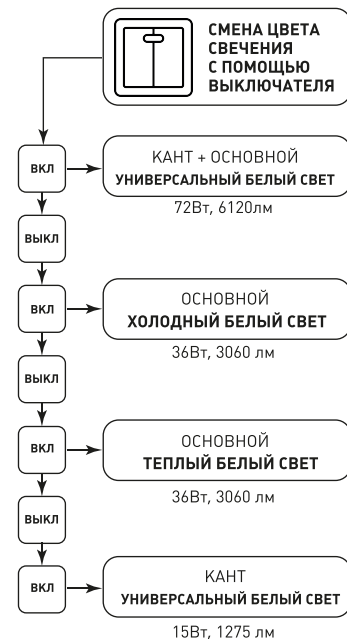 СМЕНА ЦВЕТА
СВЕЧЕНИЯ
С ПОМОЩЬЮ
ВЫКЛЮЧАТЕЛЯ
ВКЛ
КАНТ + ОСНОВНОЙ
УНИВЕРСАЛЬНЫЙ БЕЛЫЙ СВЕТ
72Вт, 6120лм
ВЫКЛ
ВКЛ
ОСНОВНОЙ
ХОЛОДНЫЙ БЕЛЫЙ СВЕТ
36Вт, 3060 лм
ВЫКЛ
ВКЛ
ОСНОВНОЙ
ТЕПЛЫЙ БЕЛЫЙ СВЕТ
36Вт, 3060 лм
ВЫКЛ
ВКЛ
КАНТ
УНИВЕРСАЛЬНЫЙ БЕЛЫЙ СВЕТ
15Вт, 1275 лм